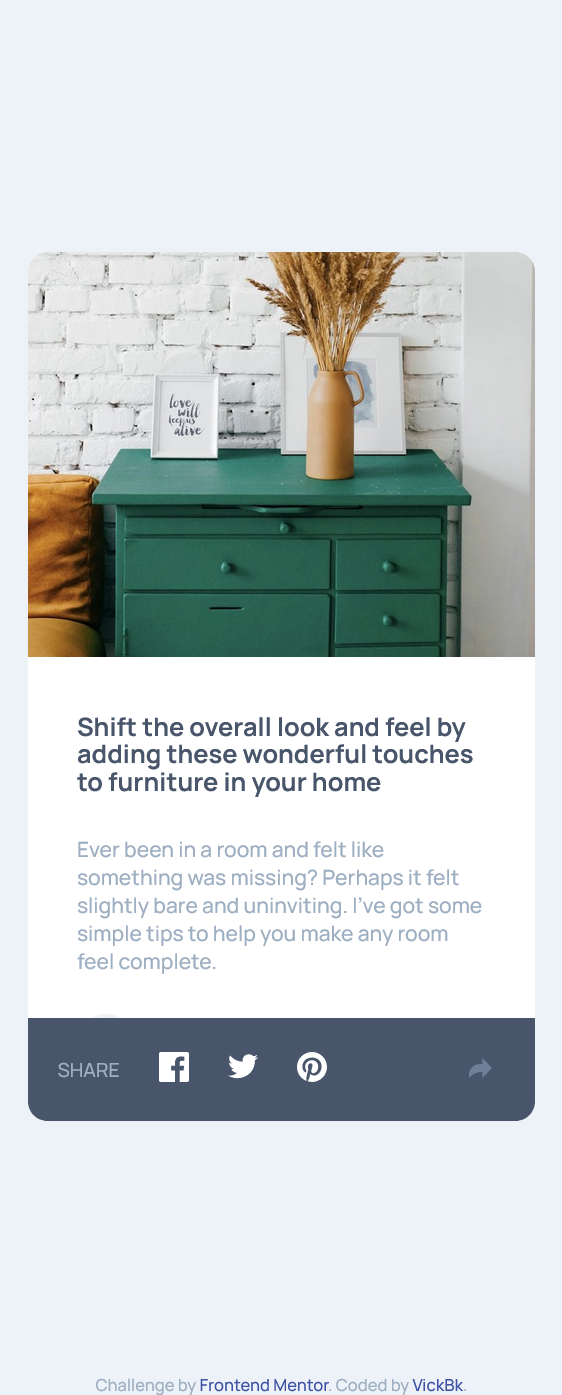 love
will
keep us
alive
Shift the overall look and feel by
adding these wonderful touches
to furniture in your home
Ever been in a room and felt like
something was missing? Perhaps it felt
slightly bare and uninviting. I’ve got some
simple tips to help you make any room
feel complete.
SHARE
Challenge by Frontend Mentor. Coded by VickBk.